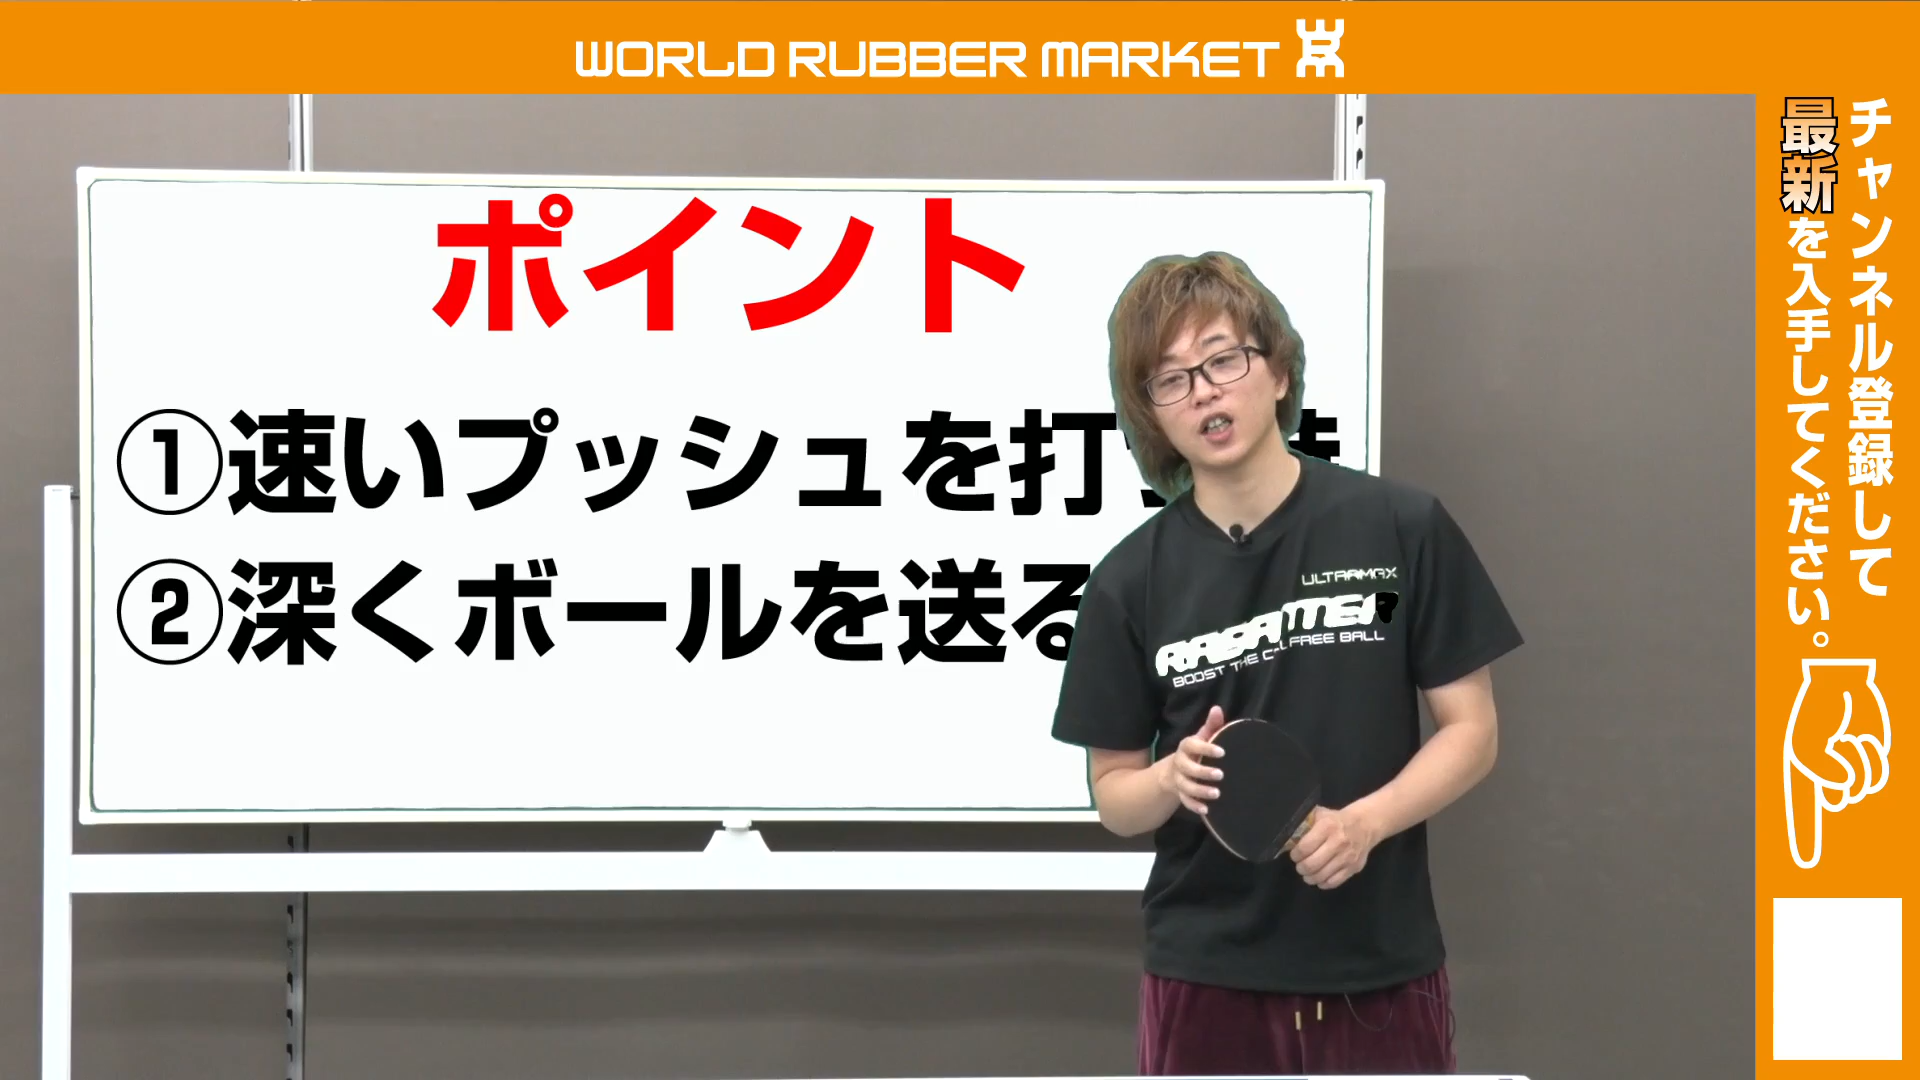 WORLD RUBBER MARKET
チャンネル登録して
最新を入手してください。
ポイント
①速いプッシュを打
②深くボールを送る
ULTRAMAX
BOOST THE FREE BALL